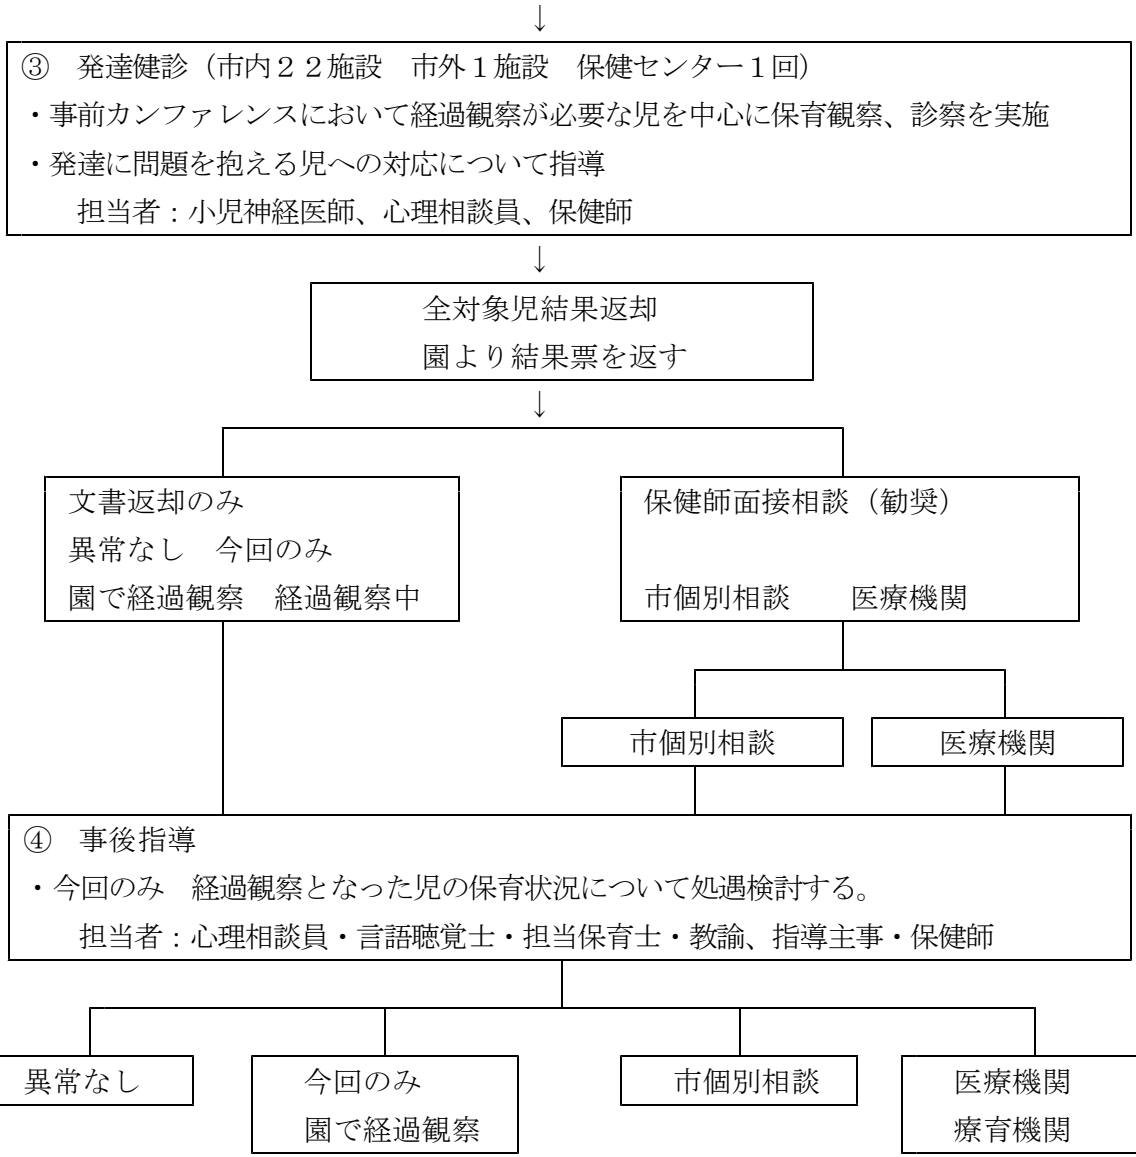 ↓
③　発達健診（市内２２施設　市外１施設　保健センター１回）
・事前カンファレンスにおいて経過観察が必要な児を中心に保育観察、診察を実施
・発達に問題を抱える児への対応について指導
担当者：小児神経医師、心理相談員、保健師
↓
全対象児結果返却
園より結果票を返す
↓
文書返却のみ
異常なし　今回のみ
園で経過観察　経過観察中
保健師面接相談（勧奨）
市個別相談　　医療機関
市個別相談
医療機関
④　事後指導
・今回のみ　経過観察となった児の保育状況について処遇検討する。
担当者：心理相談員・言語聴覚士・担当保育士・教諭、指導主事・保健師
異常なし
今回のみ
園で経過観察
市個別相談
医療機関
療育機関